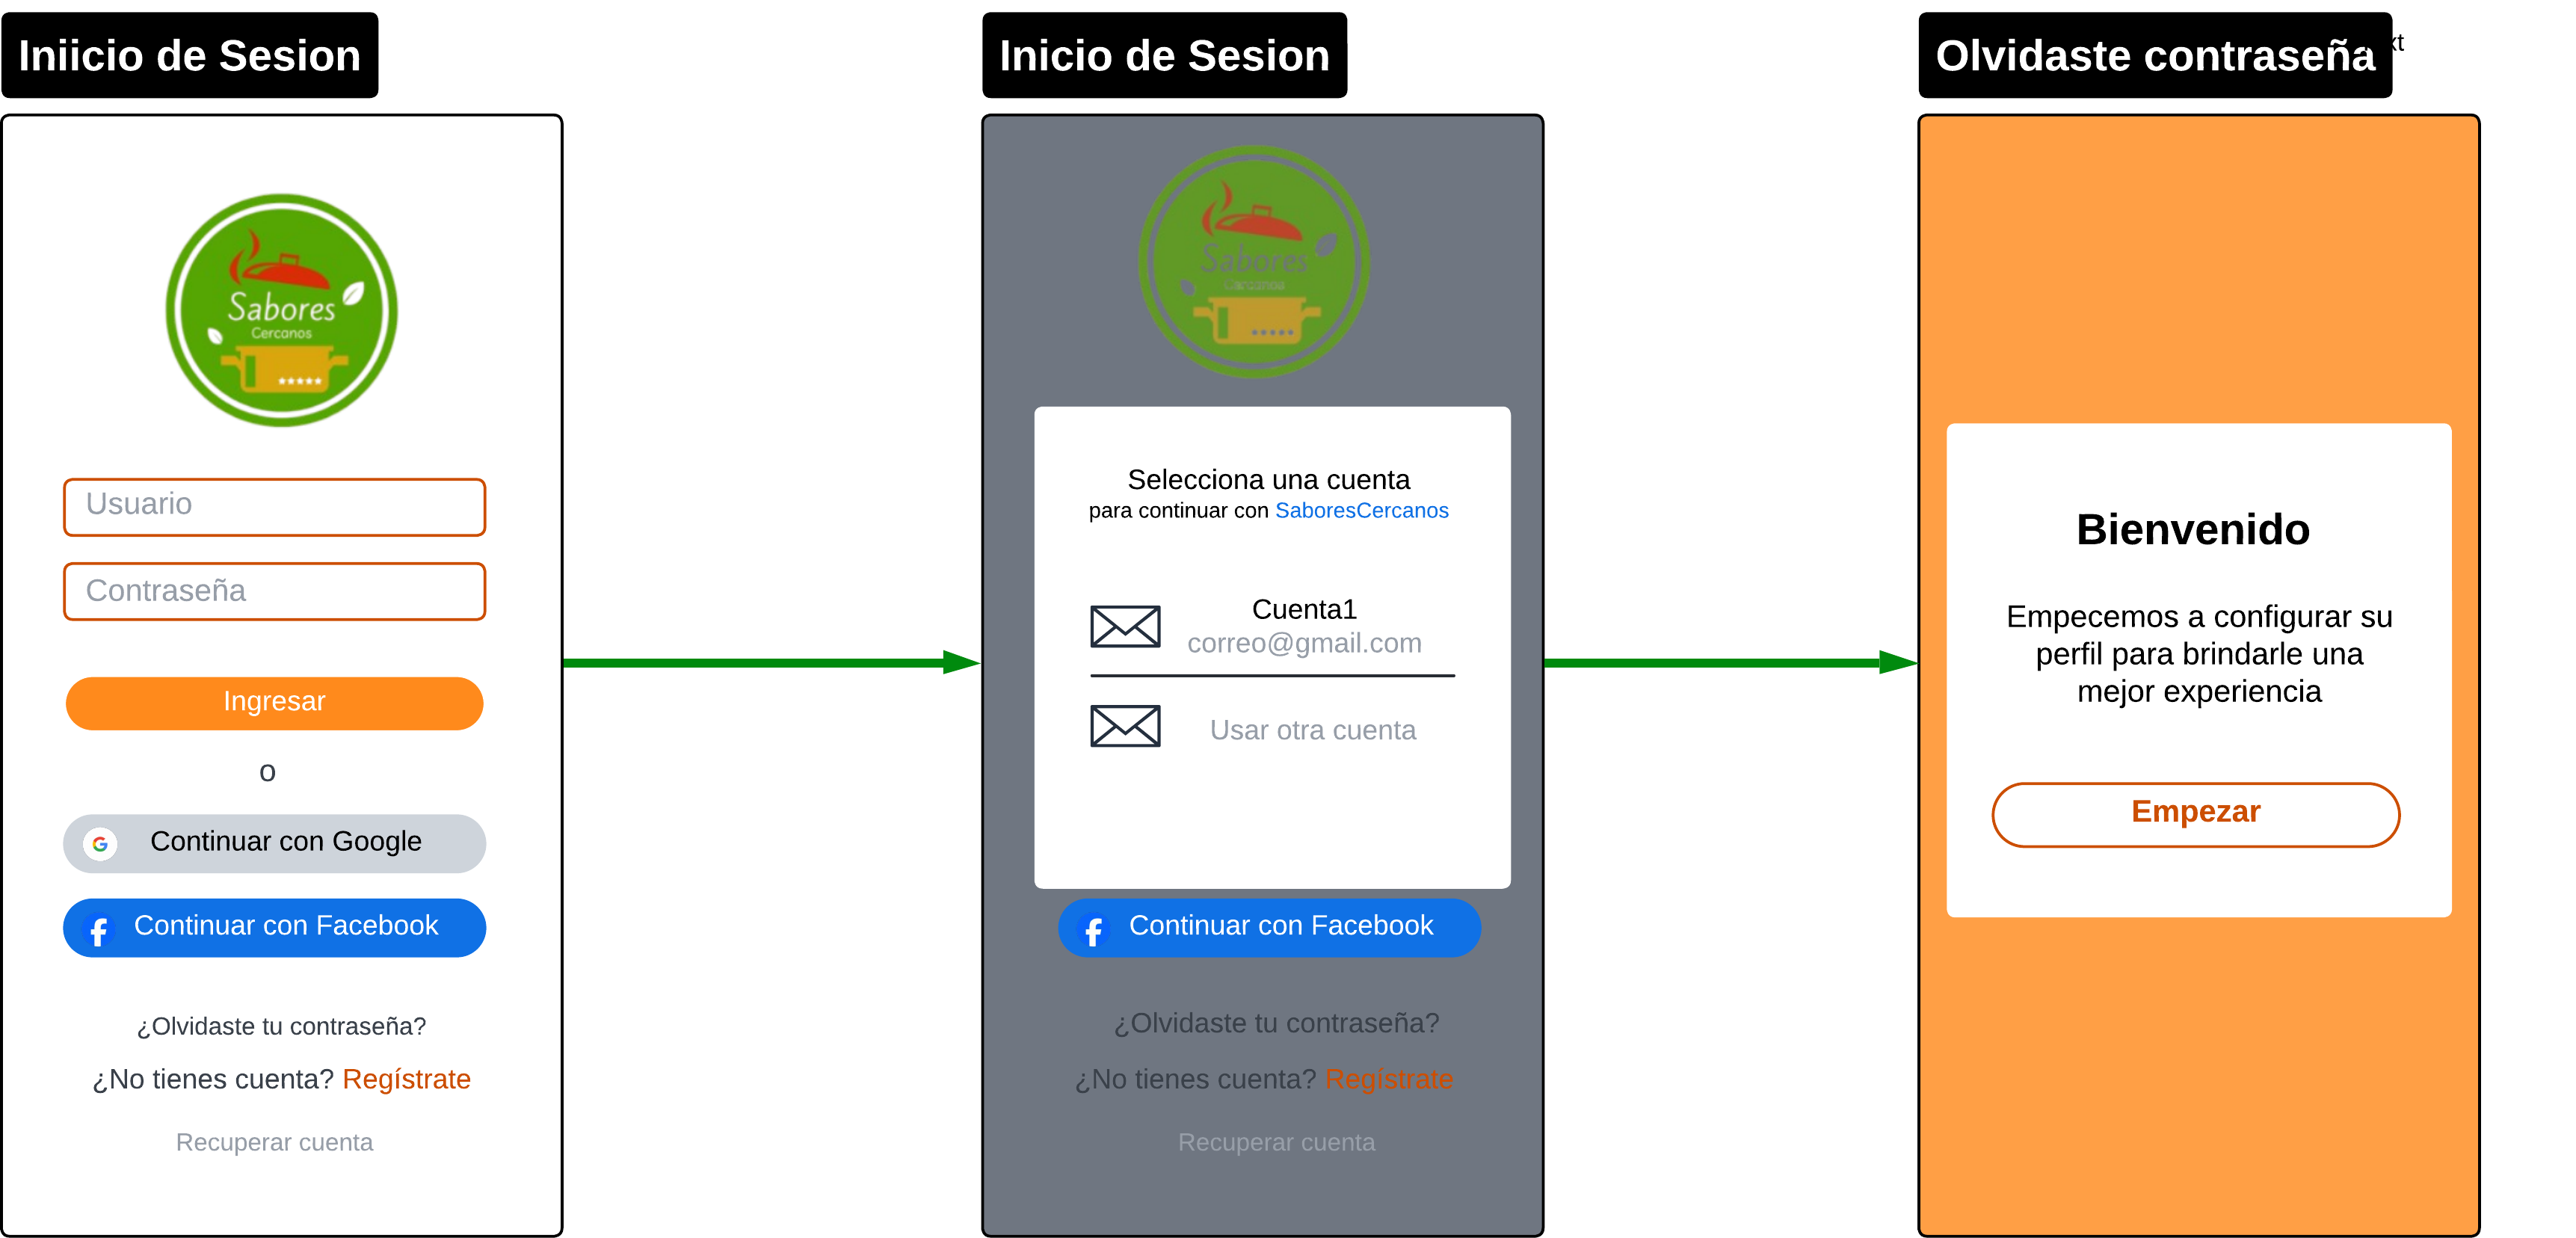 Iniicio de Sesion
Sabores
Cercanos
Usuario
Contraseña
Ingresar
o
Continuar con Google
Continuar con Facebook
¿Olvidaste tu contraseña?
¿No tienes cuenta? Regístrate
Recuperar cuenta
Inicio de Sesion
Sabores
Cercanos
Selecciona una cuenta
para continuar con SaboresCercanos
Cuenta1
correo@gmail.com
Usar otra cuenta
Continuar con Facebook
¿Olvidaste tu contraseña?
¿No tienes cuenta? Regístrate
Recuperar cuenta
Olvidaste contraseña
Bienvenido
Empecemos a configurar su
perfil para brindarle una
mejor experiencia
Empezar